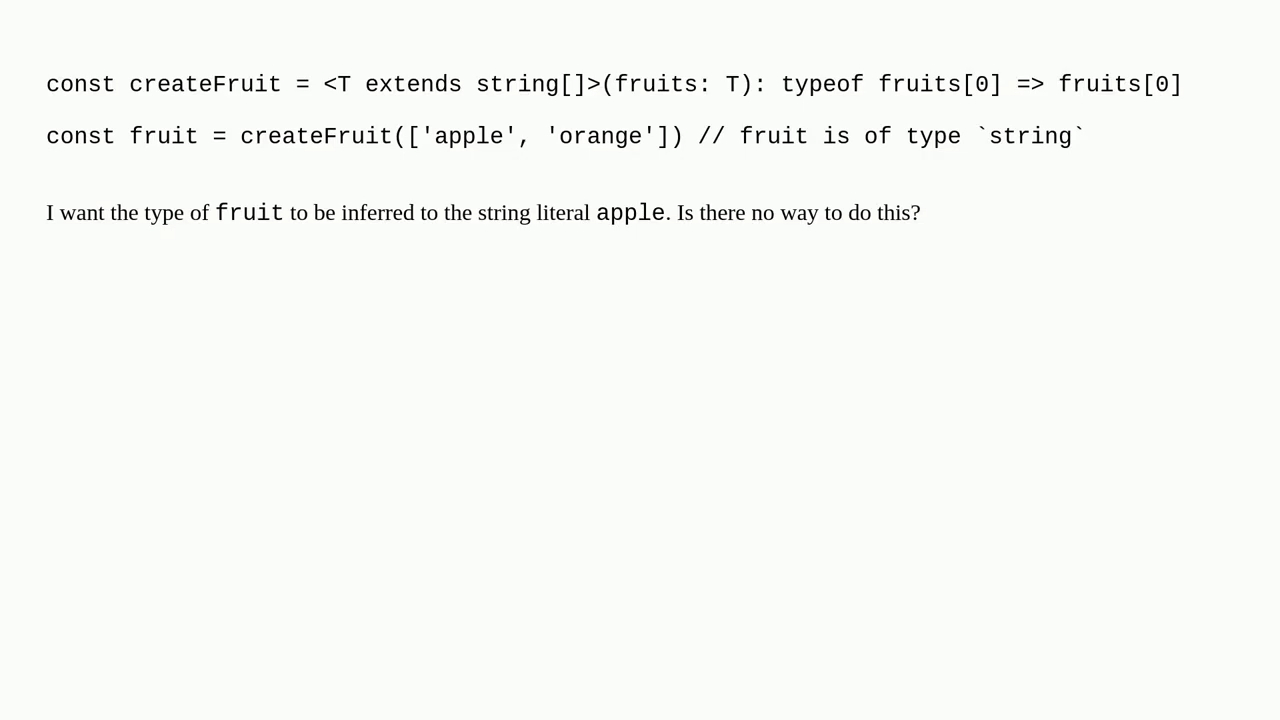 const createFruit = <T extends string[]>(fruits: T): typeof fruits[0] => fruits[0]
const fruit = createFruit(['apple', 'orange']) // fruit is of type `string`
I want the type of fruit to be inferred to the string literal apple. Is there no way to do this?